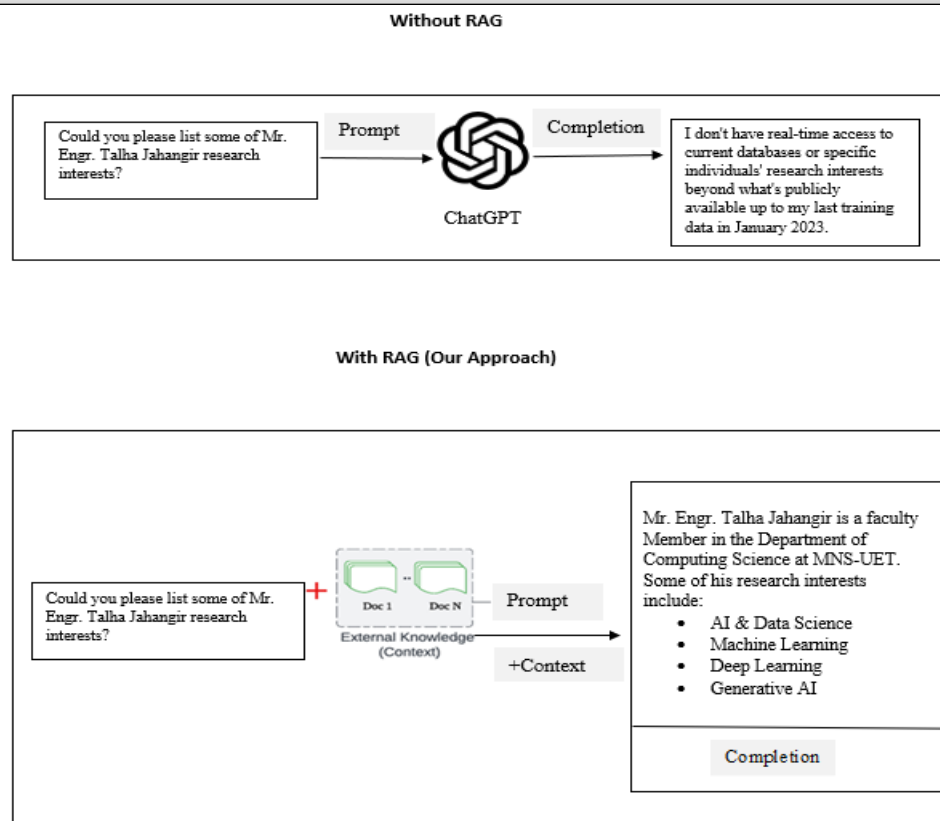 Without RAG
Could you please list some of Mr.
Engr. Talha Jahangir research
interests?
Prompt
ChatGPT
Completion
I don't have real-time access to
current databases or specific
individuals' research interests
beyond what's publicly
available up to my last training
data in January 2023.
With RAG (Our Approach)
Could you please list some of Mr.
Engr. Talha Jahangir research
interests?
+
..
Doc 1
Doc N
External Knowledge
(Context)
Prompt
+Context
Mr. Engr. Talha Jahangir is a faculty
Member in the Department of
Computing Science at MNS-UET.
Some of his research interests
include:
• AI & Data Science
• Machine Learning
• Deep Learning
• Generative AI
Completion